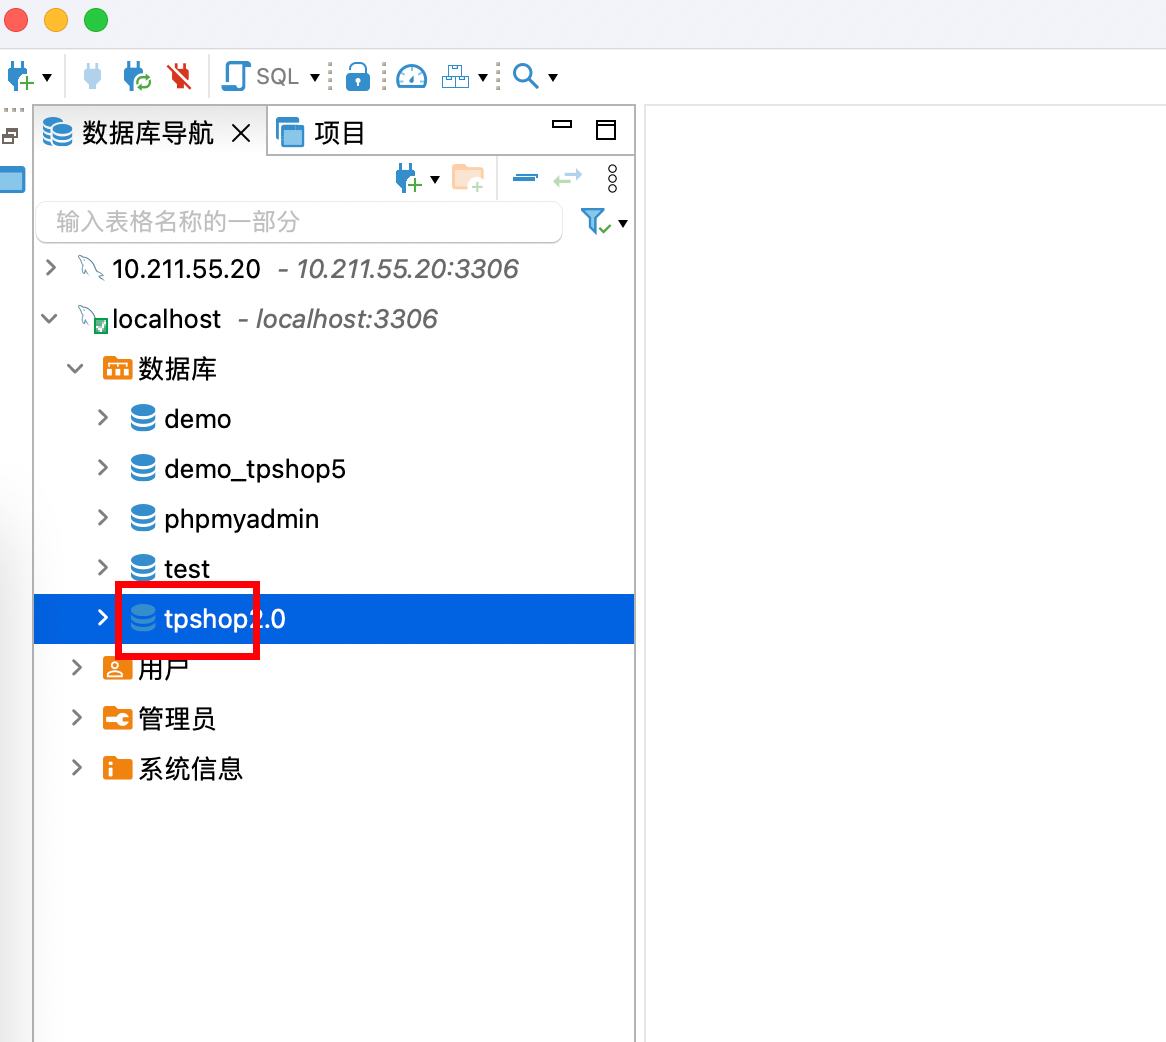 SQL
数据库导航 项目
输入表格名称的一部分
10.211.55.20 - 10.211.55.20:3306
localhost - localhost:3306
数据库
demo
demo_tpshop5
phpmyadmin
test
tpshop2.0
用户
管理员
系统信息